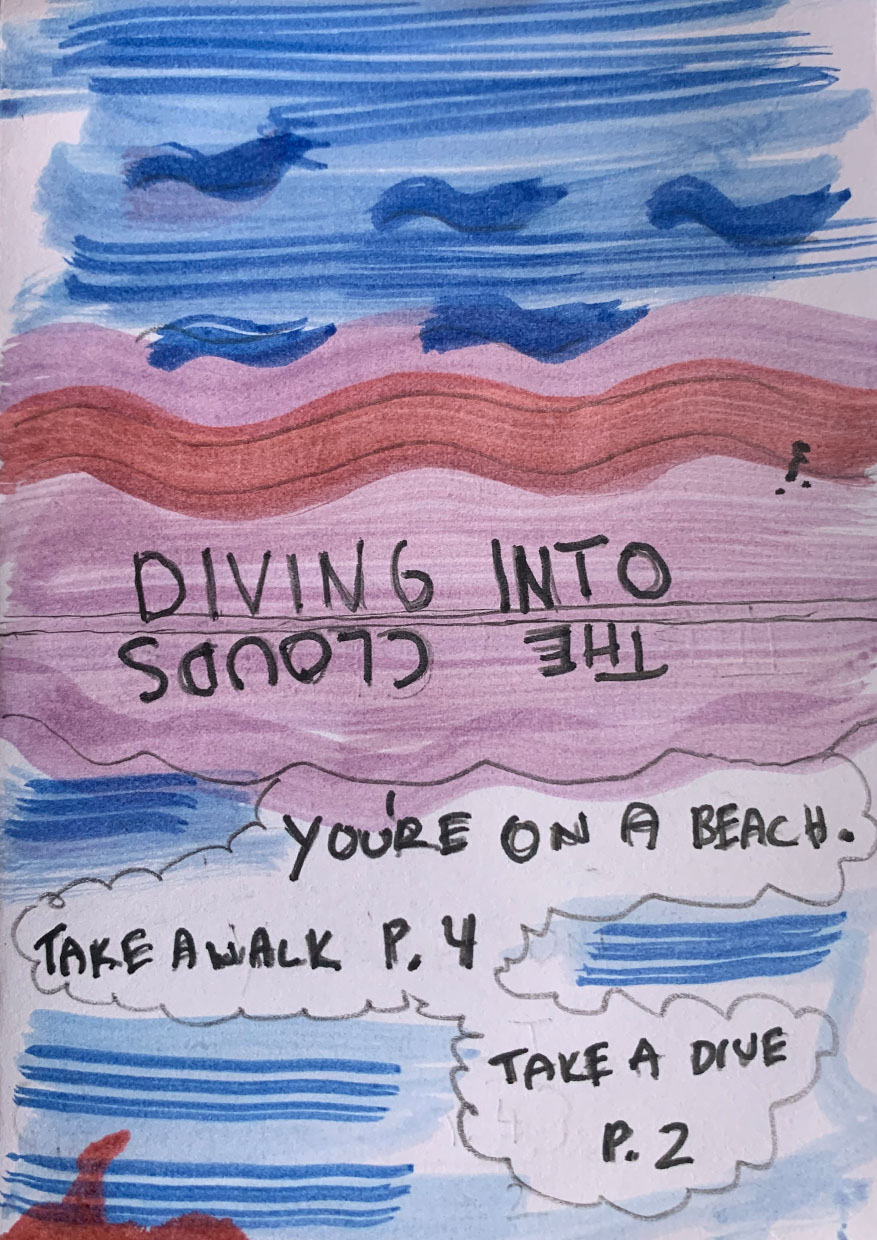 DIVING INTO
THE CLOUDS
YOU'RE ON A BEACH.
TAKE A WALK P. 4
TAKE A DIVE
P. 2